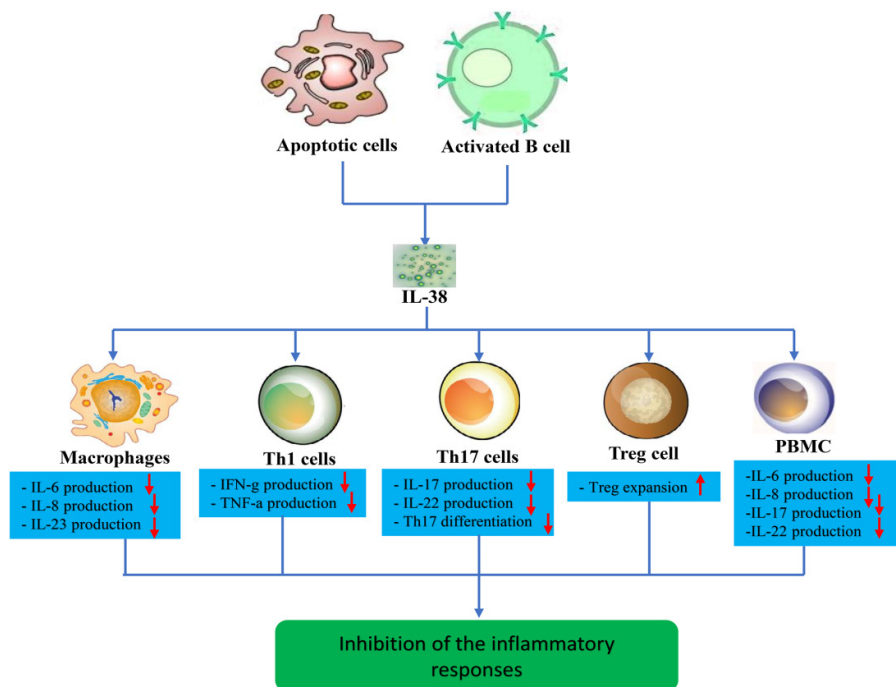 Apoptotic cells
Activated B cell
IL-38
Macrophages
- IL-6 production
- IL-8 production
- IL-23 production
Th1 cells
- IFN-g production
- TNF-a production
Th17 cells
- IL-17 production
- IL-22 production
- Th17 differentiation
Treg cell
- Treg expansion
PBMC
-IL-6 production
-IL-8 production
-IL-17 production
-IL-22 production
Inhibition of the inflammatory
responses